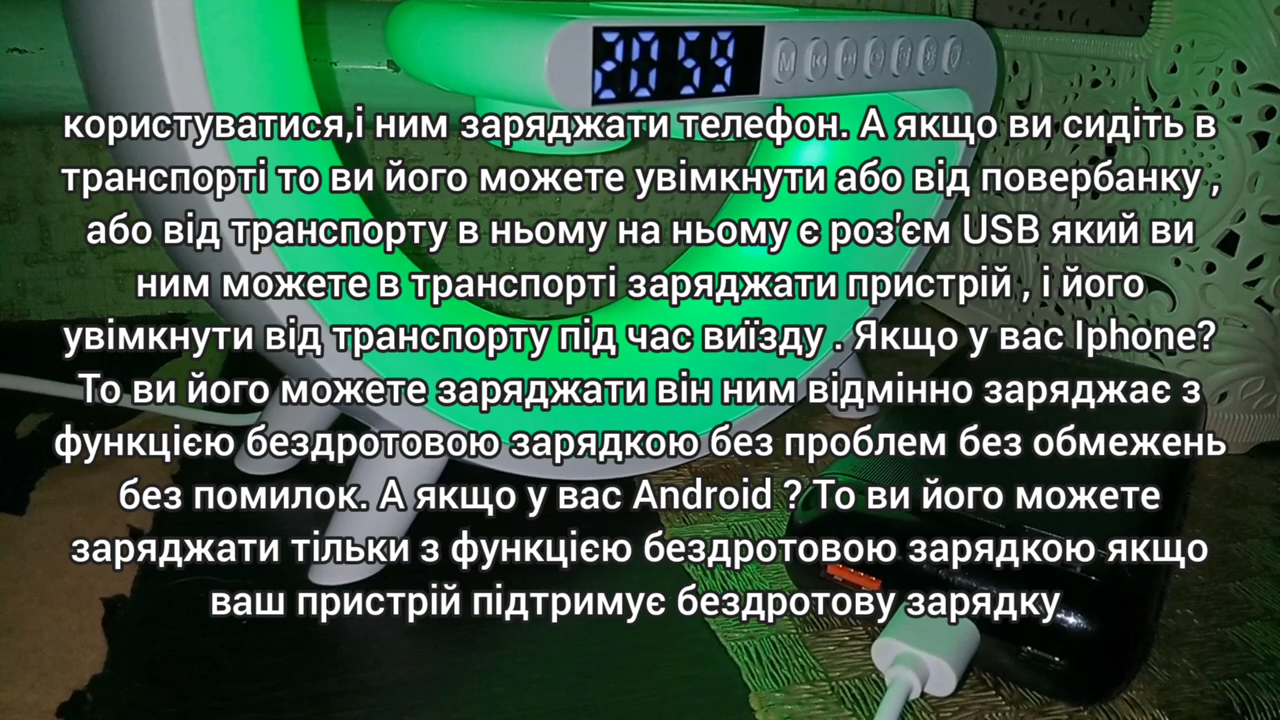 20 59
M
користуватися,і ним заряджати телефон. А якщо ви сидіть в
транспорті то ви його можете увімкнути або від повербанку ,
або від транспорту в ньому на ньому є роз'єм USB який ви
ним можете в транспорті заряджати пристрій , і його
увімкнути від транспорту під час виїзду . Якщо у вас Iphone?
То ви його можете заряджати він ним відмінно заряджає з
функцією бездротовою зарядкою без проблем без обмежень
без помилок. А якщо у вас Android ? То ви його можете
заряджати тільки з функцією бездротовою зарядкою якщо
ваш пристрій підтримує бездротову зарядку